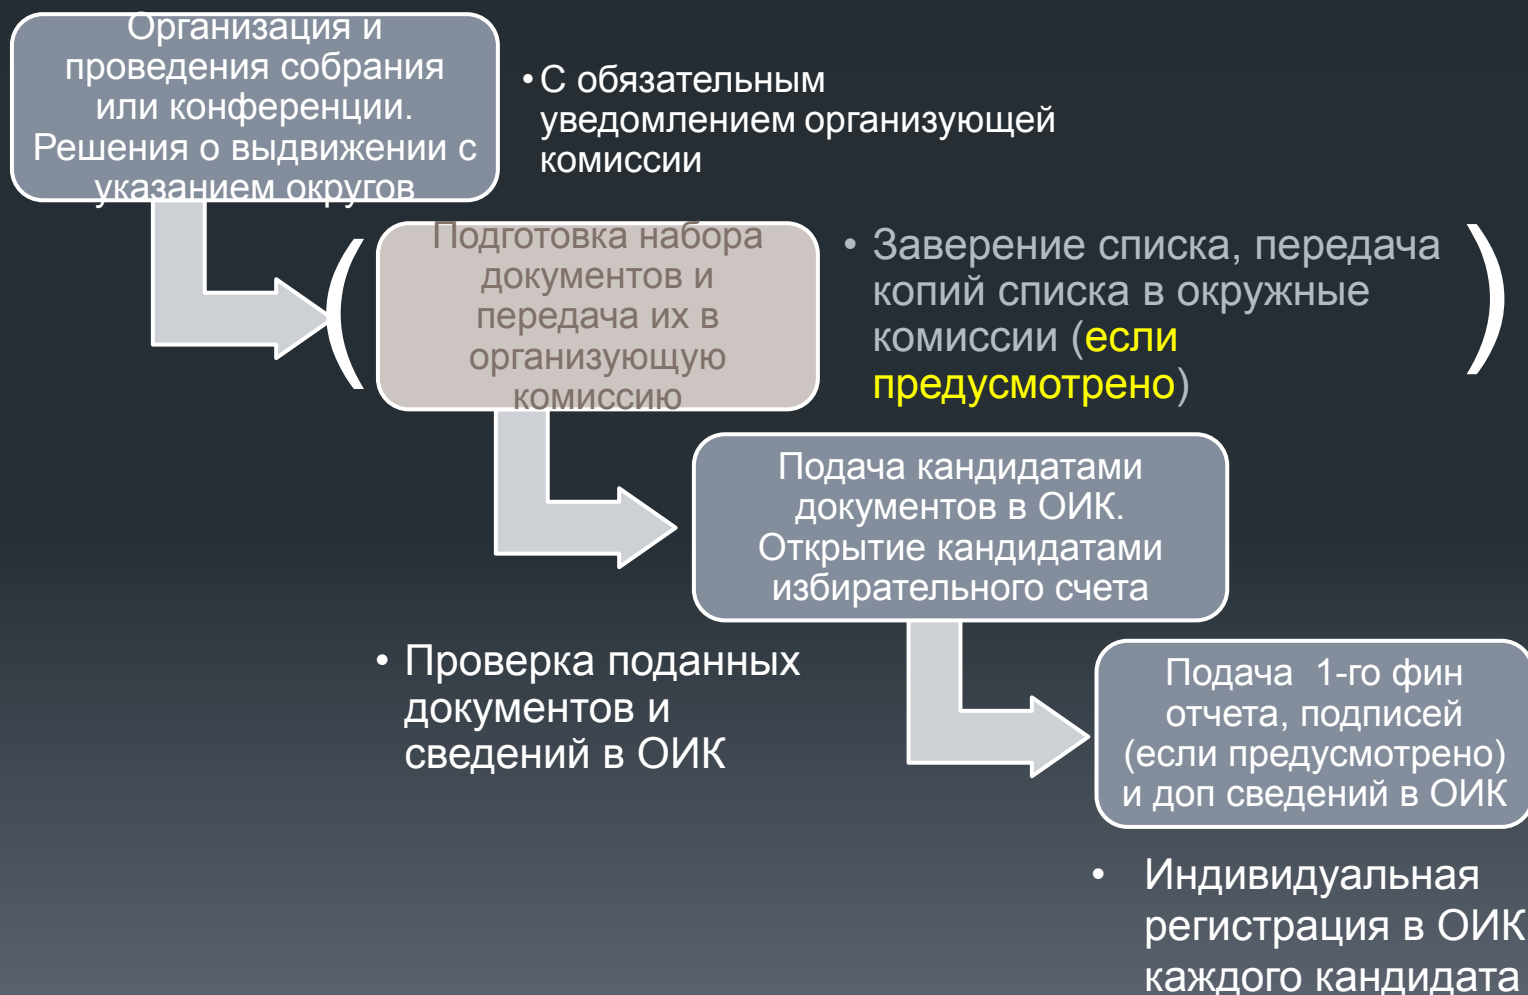 Организация и
проведения собрания
или конференции.
Решения о выдвижении с
указанием округов
• С обязательным
уведомлением организующей
комиссии
(
Подготовка набора
документов и
передача их в
организующую
комиссию
• Заверение списка, передача
копий списка в окружные
комиссии (если
предусмотрено)
)
Подача кандидатами
документов в ОИК.
Открытие кандидатами
избирательного счета
• Проверка поданных
документов и
сведений в ОИК
Подача 1-го фин
отчета, подписей
(если предусмотрено)
и доп сведений в ОИК
• Индивидуальная
регистрация в ОИК
каждого кандидата